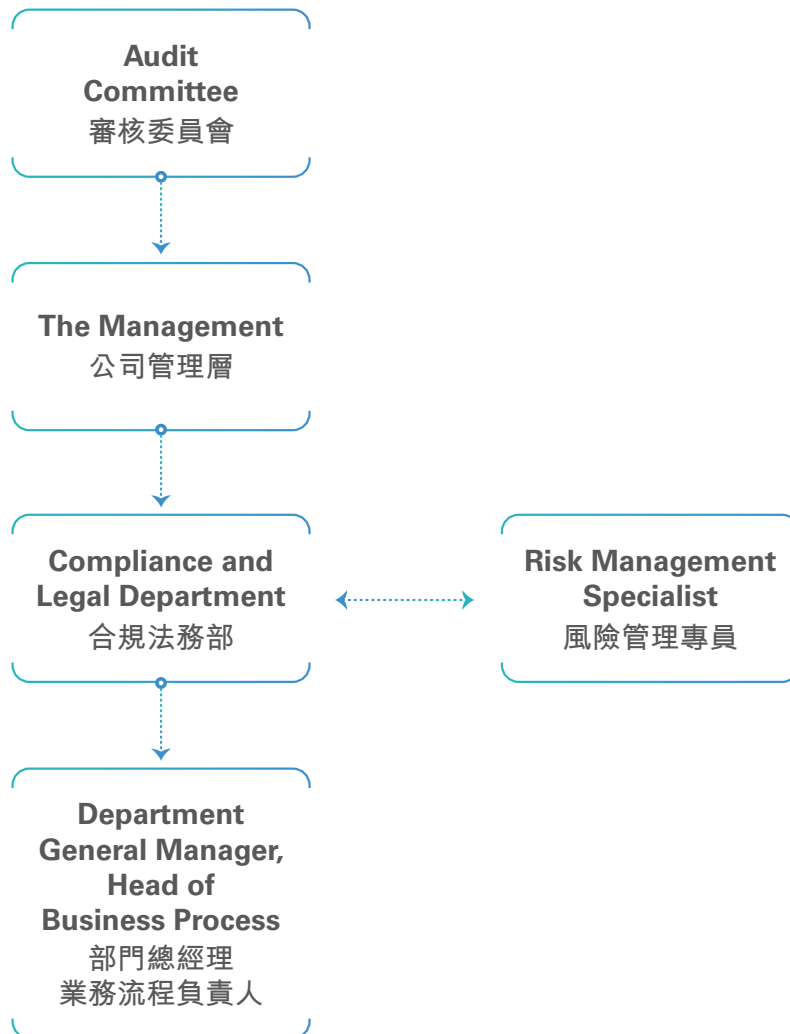 Audit
Committee
審核委員會
The Management
公司管理層
Compliance and
Legal Department
合規法務部
Risk Management
Specialist
風險管理專員
Department
General Manager,
Head of
Business Process
部門總經理
業務流程負責人